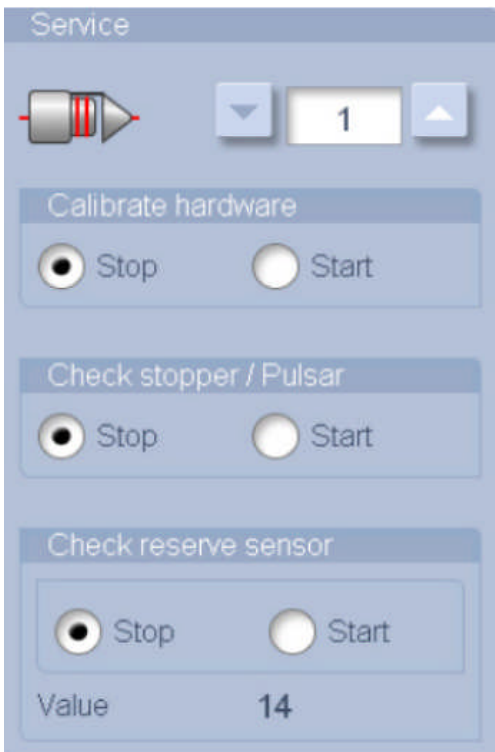 Service
1
Calibrate hardware
Stop Start
Check stopper / Pulsar
Stop Start
Check reserve sensor
Stop Start
Value 14